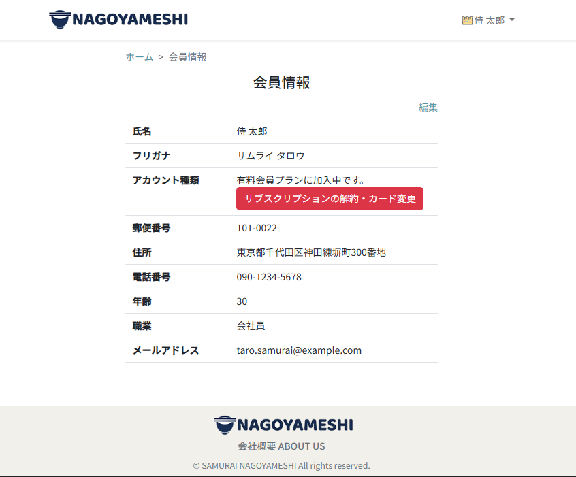 NAGOYAMESHI
侍 太郎
ホーム > 会員情報
会員情報
編集
氏名 侍 太郎
フリガナ サムライ タロウ
アカウント種類 有料会員プランに加入中です。
サブスクリプションの解約・カード変更
郵便番号 101-0022
住所 東京都千代田区神田練塀町300番地
電話番号 090-1234-5678
年齢 30
職業 会社員
メールアドレス taro.samurai@example.com
NAGOYAMESHI
会社概要 ABOUT US
© SAMURAI NAGOYAMESHI All rights reserved.